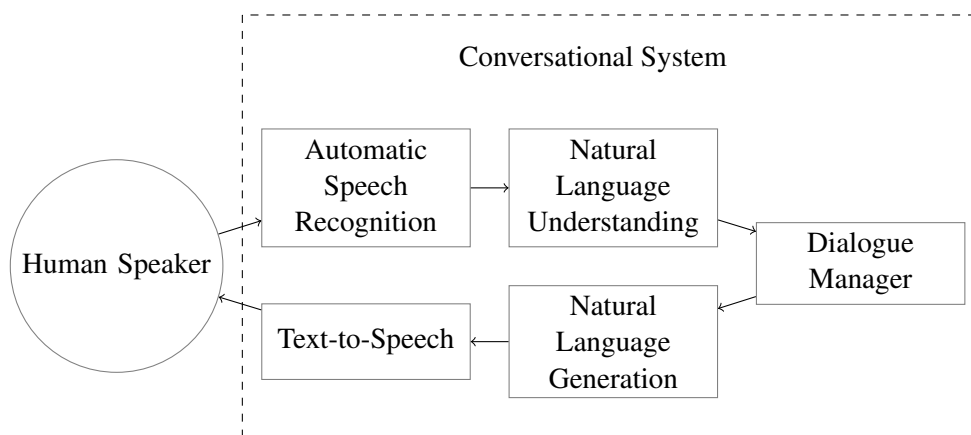 Conversational System
Automatic
Speech
Recognition
Natural
Language
Understanding
Dialogue
Manager
Human Speaker
Text-to-Speech
Natural
Language
Generation